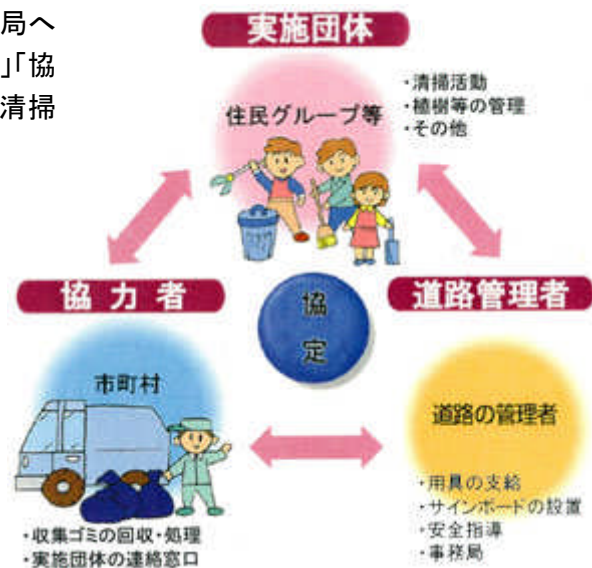 局へ
」「協
清掃
実施団体
住民グループ等
・清掃活動
・植樹等の管理
・その他
協力者
市町村
・収集ゴミの回収・処理
・実施団体の連絡窓口
協定
道路管理者
道路の管理者
・用具の支給
・サインボードの設置
・安全指導
・事務局